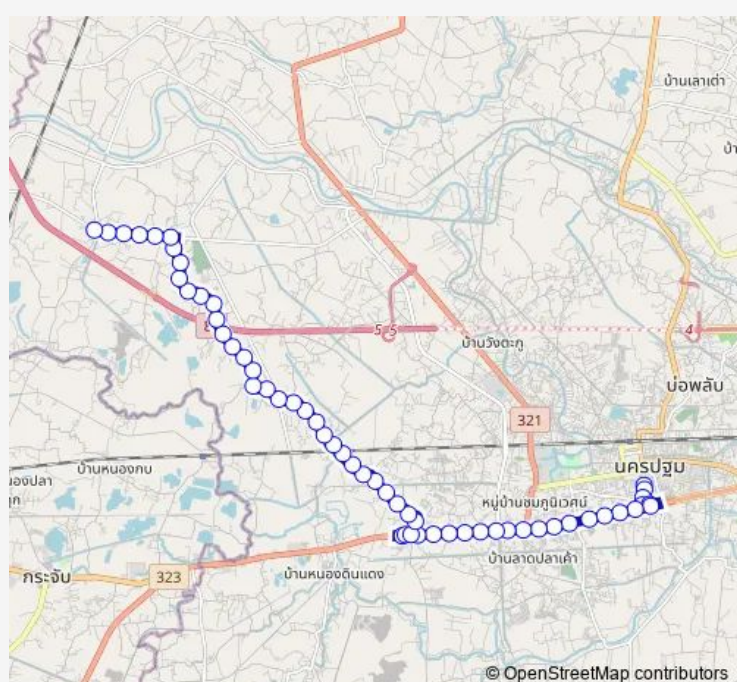 บ้านเลาเต่า
5 5
4
บ้านวังตะกู
บ่อพลับ
321
นครปฐม
บ้านหนองกบ
หมู่บ้านชมภูนิเวศน์
บ้านลาดปลาเค้า
กระจับ
323
บ้านหนองดินแดง
© OpenStreetMap contributors